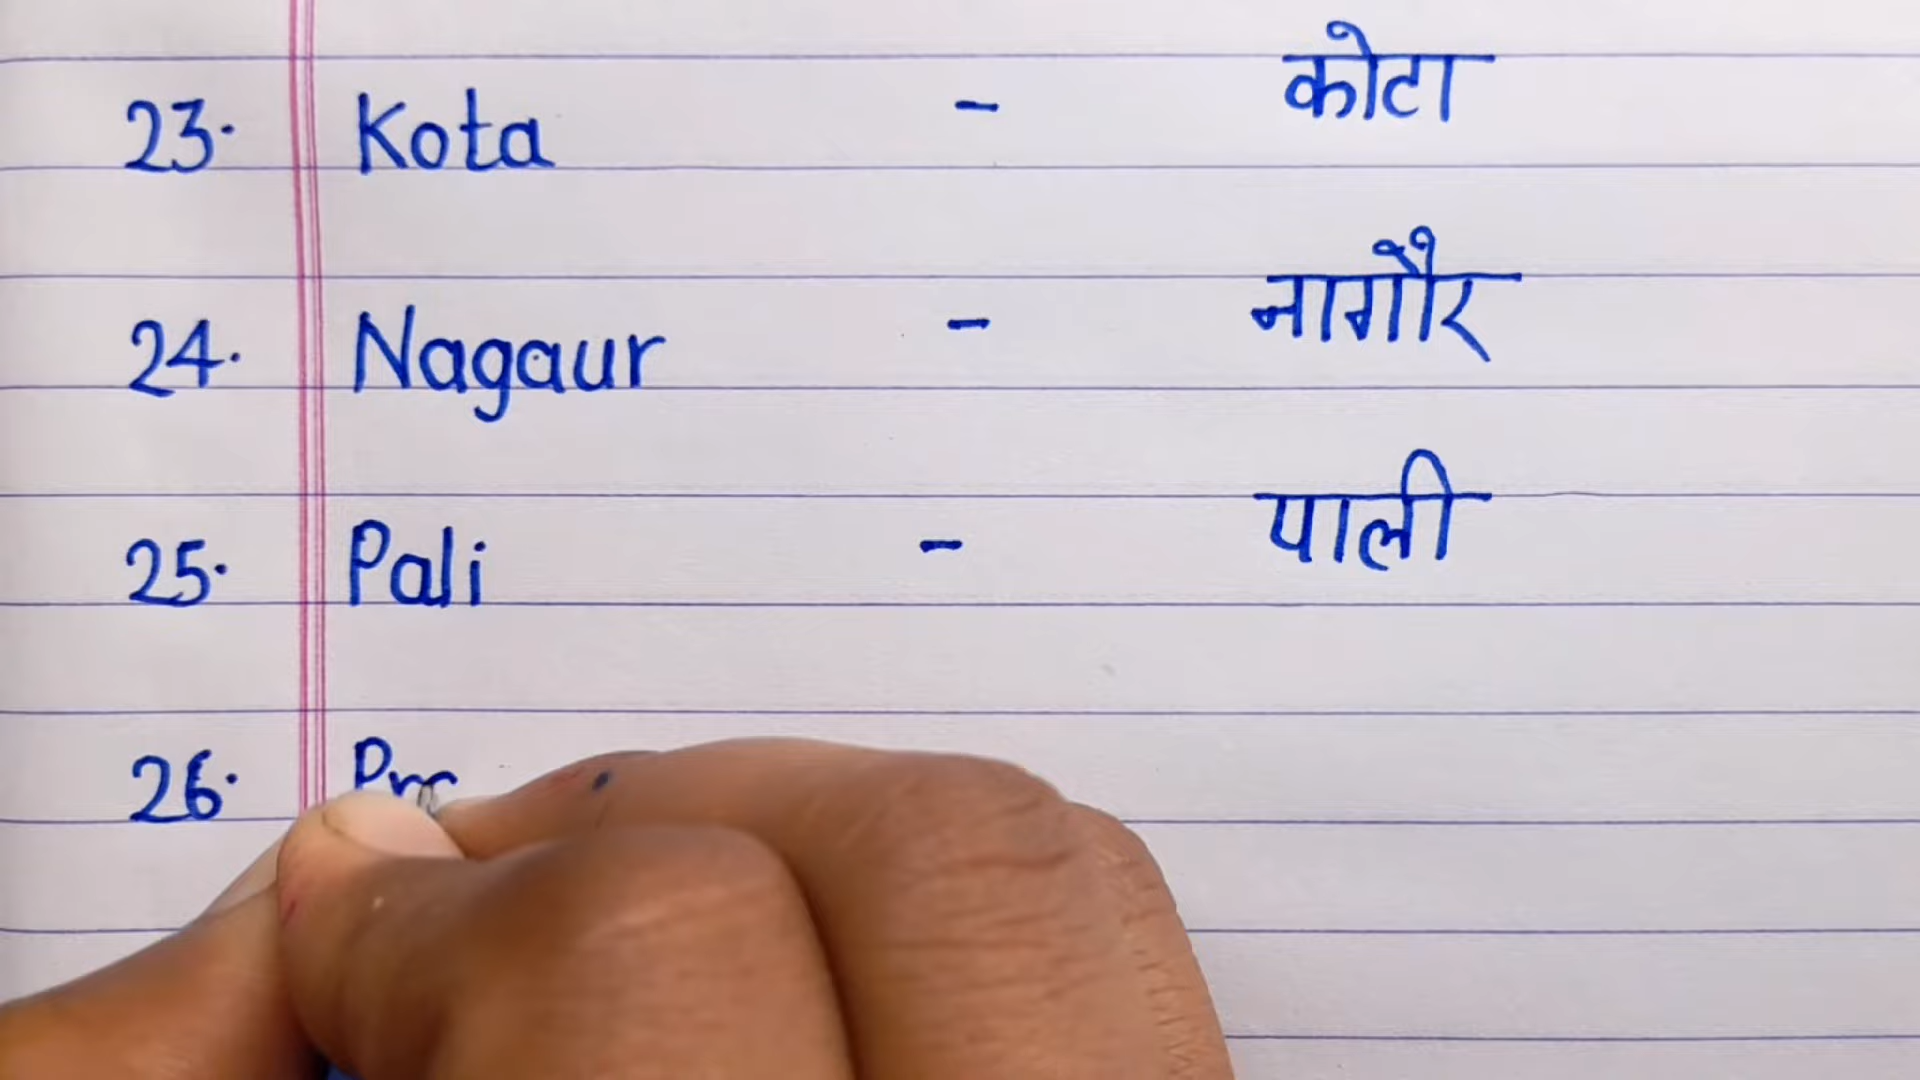 23. Kota - कोटा
24. Nagaur - नागौर
25. Pali - पाली
26.